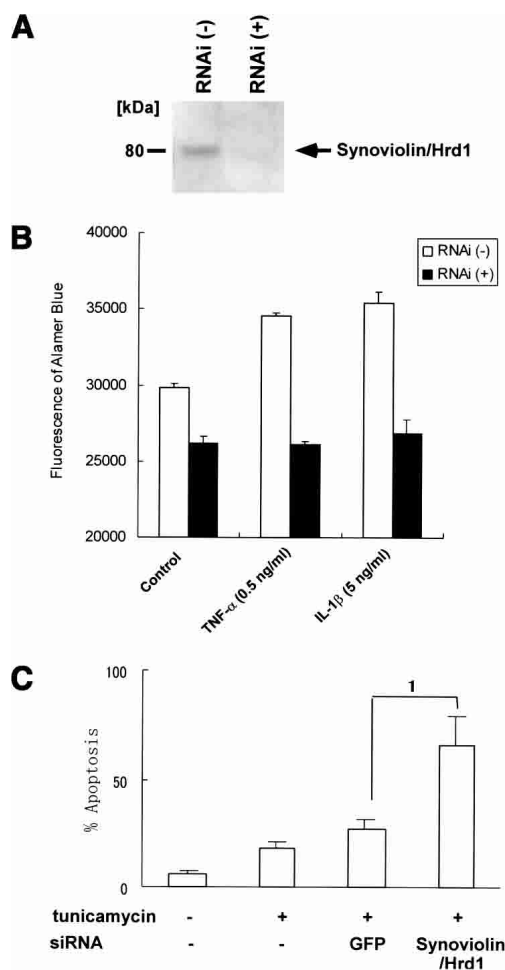 A
RNAi (-)
RNAi (+)
[kDa]
80
Synoviolin/Hrd1
B
40000
35000
30000
25000
20000
Fluorescence of Alamer Blue
RNAi (-)
RNAi (+)
Control
TNF-α (0.5 ng/ml)
IL-1β (5 ng/ml)
C
100
50
0
% Apoptosis
1
tunicamycin - + + +
siRNA - - GFP Synoviolin
/Hrd1